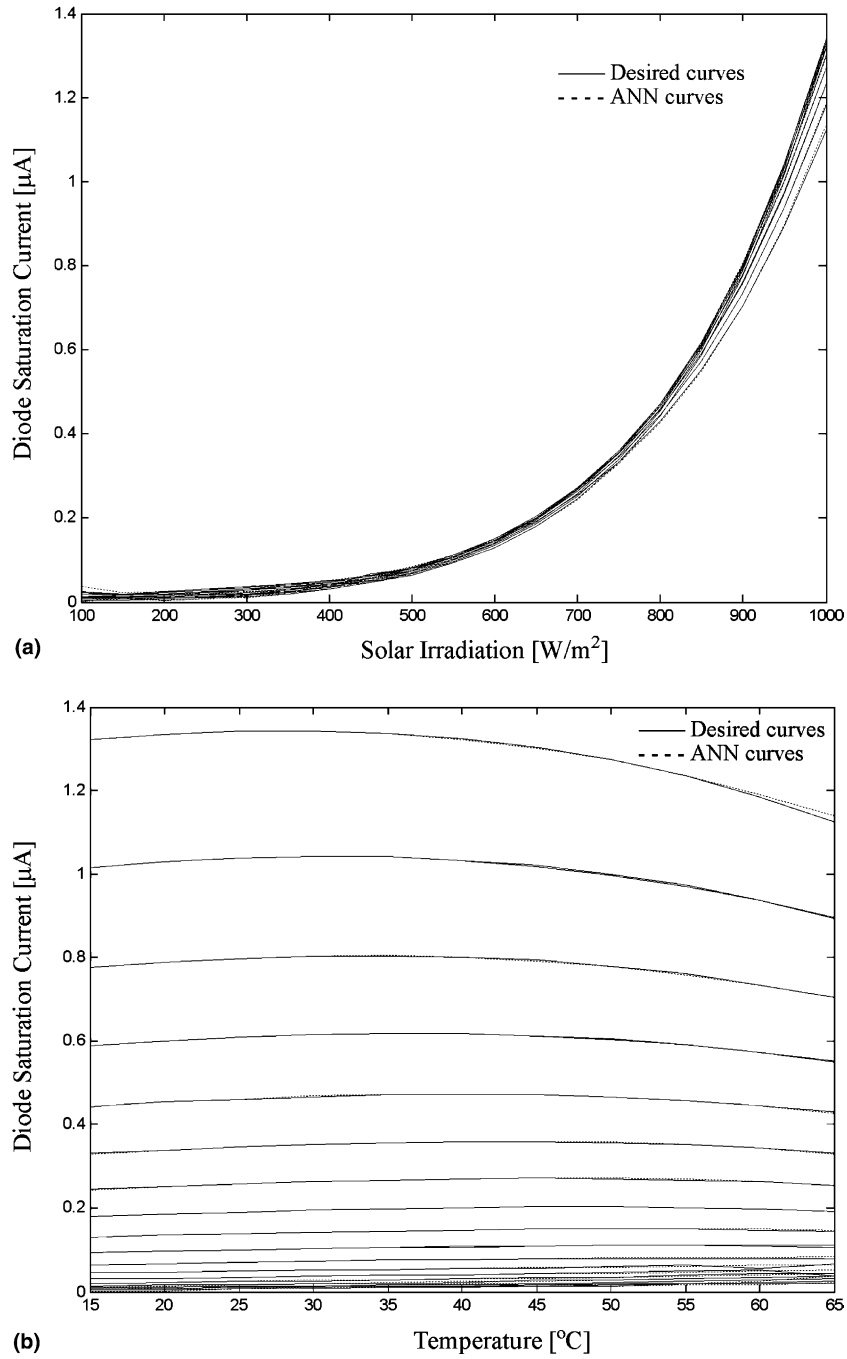 1.4
1.2
1
0.8
0.6
0.4
0.2
0
Diode Saturation Current [μA]
Desired curves
ANN curves
100 200 300 400 500 600 700 800 900 1000
(a) Solar Irradiation [W/m²]
1.4
1.2
1
0.8
0.6
0.4
0.2
0
Diode Saturation Current [μA]
Desired curves
ANN curves
15 20 25 30 35 40 45 50 55 60 65
(b) Temperature [°C]